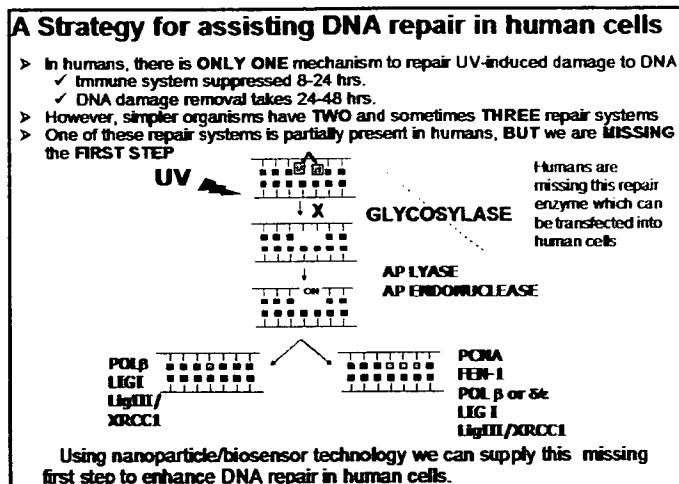 A Strategy for assisting DNA repair in human cells
➢ In humans, there is ONLY ONE mechanism to repair UV-induced damage to DNA
✓ Immune system suppressed 8-24 hrs.
✓ DNA damage removal takes 24-48 hrs.
➢ However, simpler organisms have TWO and sometimes THREE repair systems
➢ One of these repair systems is partially present in humans, BUT we are MISSING
the FIRST STEP
UV
X
GLYCOSYLASE
Humans are
missing this repair
enzyme which can
be transfected into
human cells
AP LYASE
AP ENDONUCLEASE
POLβ
LEGI
LigIII/
XRCC1
PCNA
FEN-1
POL β or δ/ε
LEG I
LigIII/XRCC1
Using nanoparticle/biosensor technology we can supply this missing
first step to enhance DNA repair in human cells.